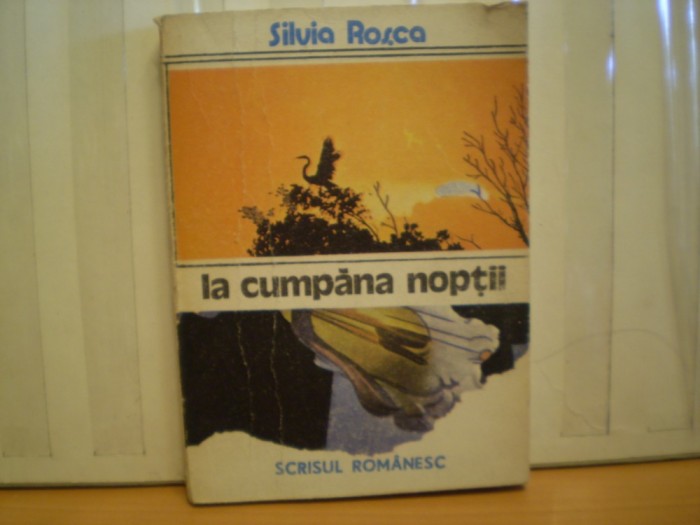 Silvia Roșca
la cumpăna nopții
SCRISUL ROMÂNESC